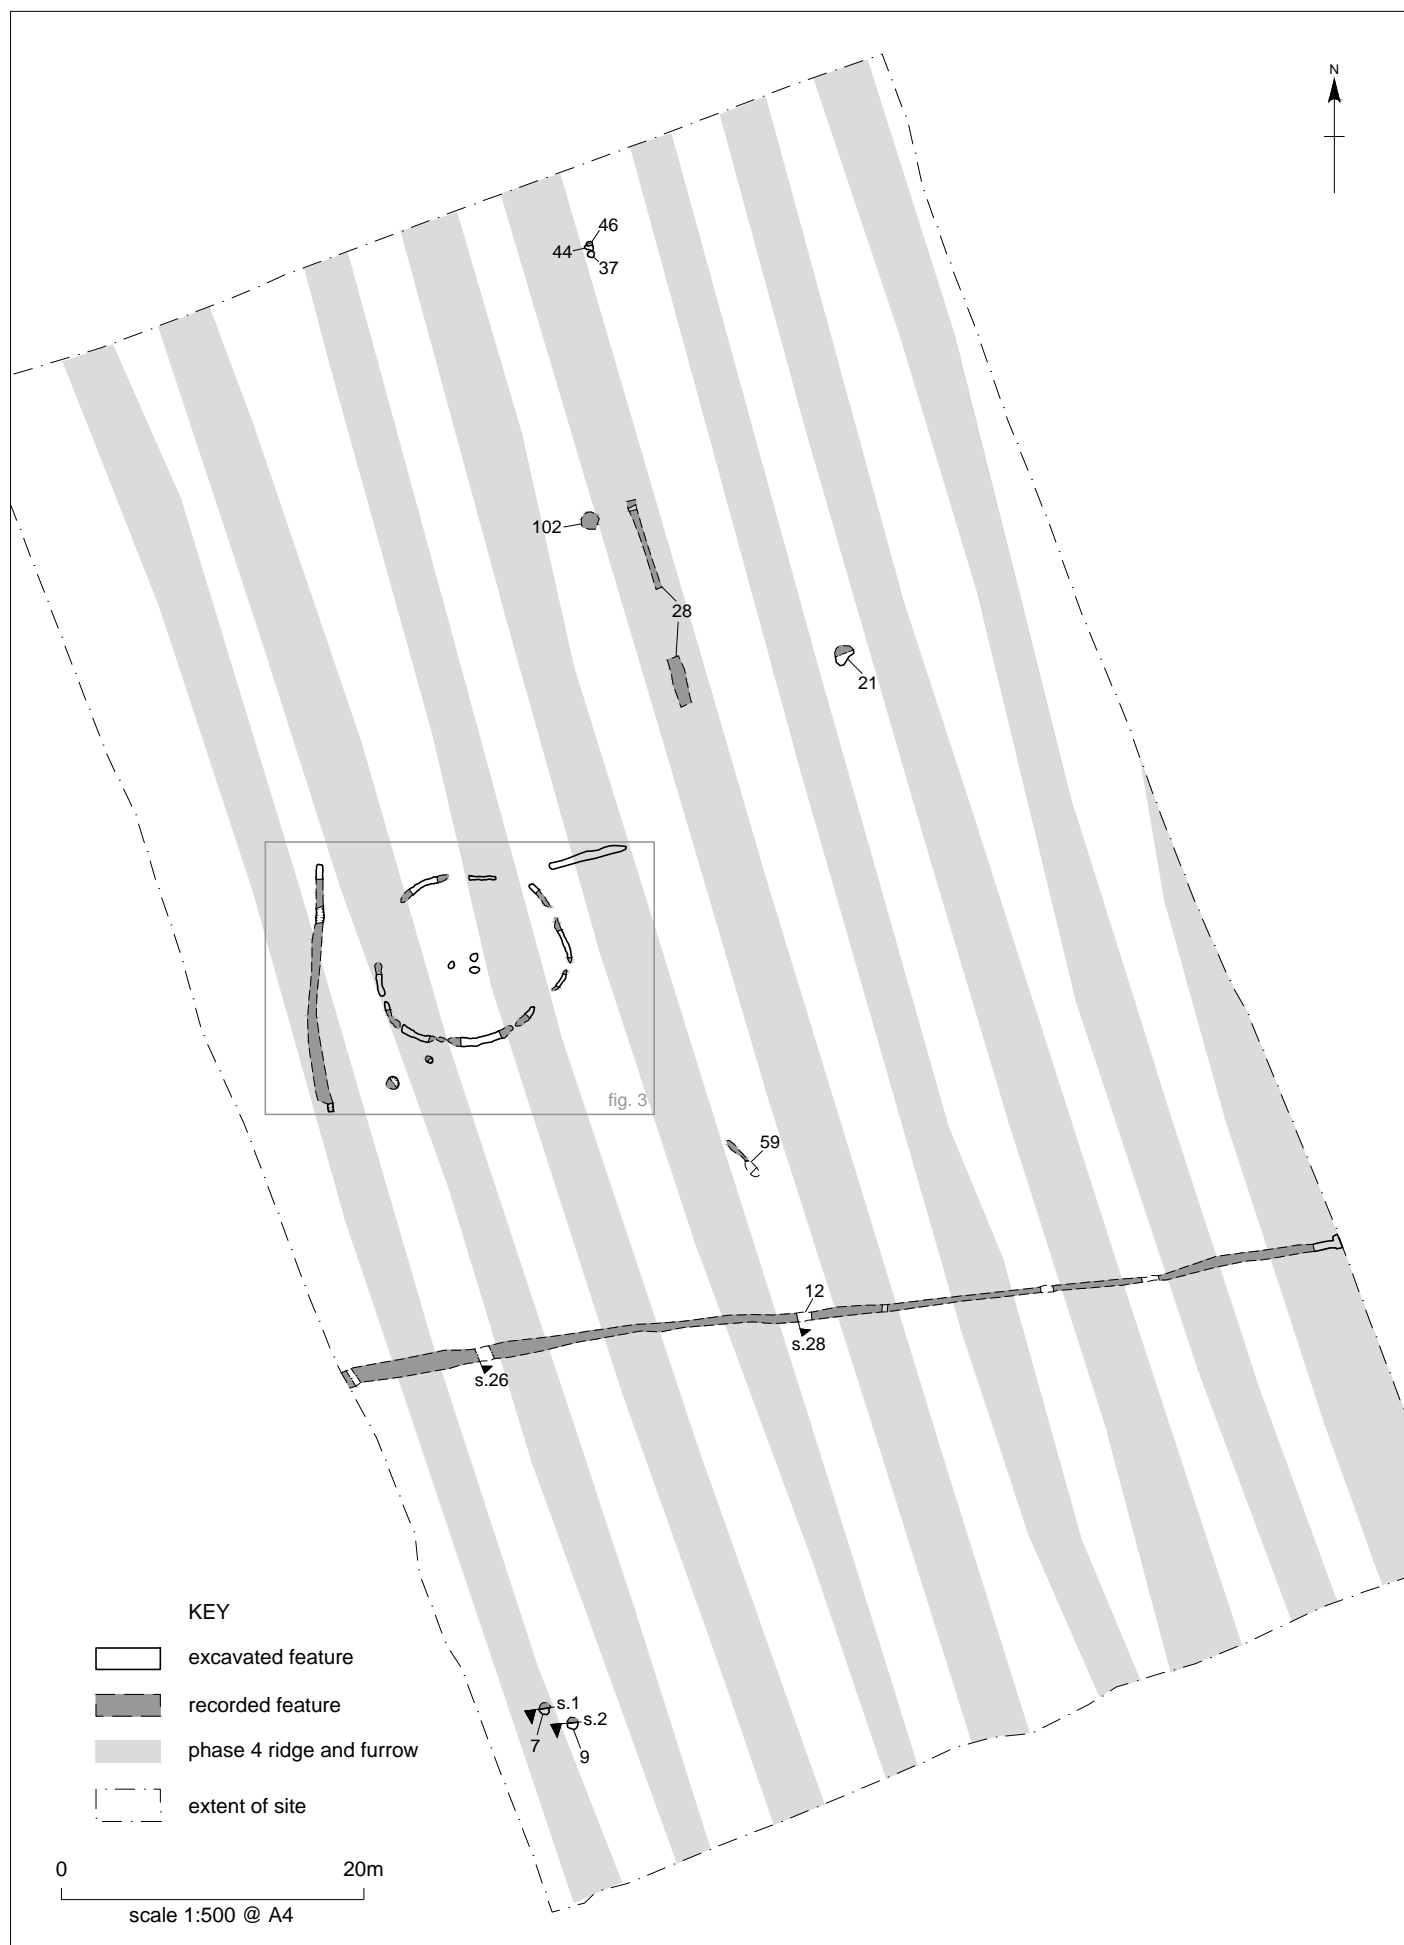 N
46
44
37
102
28
21
fig. 3
59
12
s.28
s.26
KEY
excavated feature
recorded feature
phase 4 ridge and furrow
extent of site
s.1
s.2
7
9
0 20m
scale 1:500 @ A4